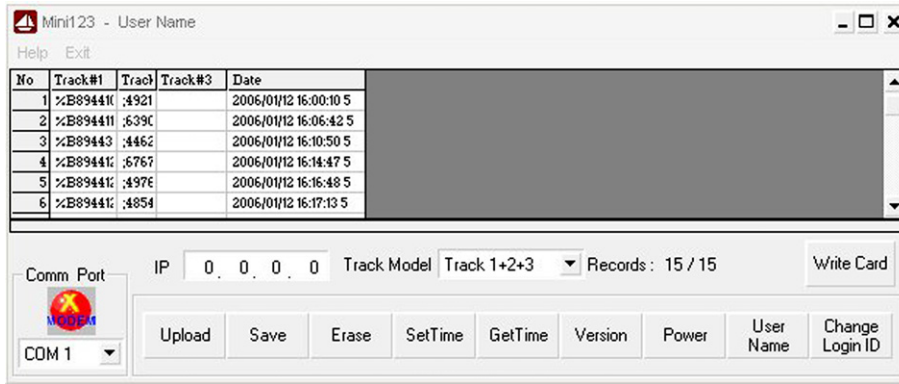 Mini123 - User Name
Help Exit
No Track#1 Track Track#3 Date
1 %B89441( ;4921 2006/01/12 16:00:10 5
2 %B894411 ;639( 2006/01/12 16:06:42 5
3 %B89443 ;4462 2006/01/12 16:10:50 5
4 %B89441; ;6767 2006/01/12 16:14:47 5
5 %B89441; ;4976 2006/01/12 16:16:48 5
6 %B89441; ;4854 2006/01/12 16:17:13 5
Comm Port
X
MODEM
COM 1
IP 0. 0. 0. 0 Track Model Track 1+2+3 Records : 15 / 15 Write Card
Upload Save Erase SetTime GetTime Version Power User Name Change Login ID